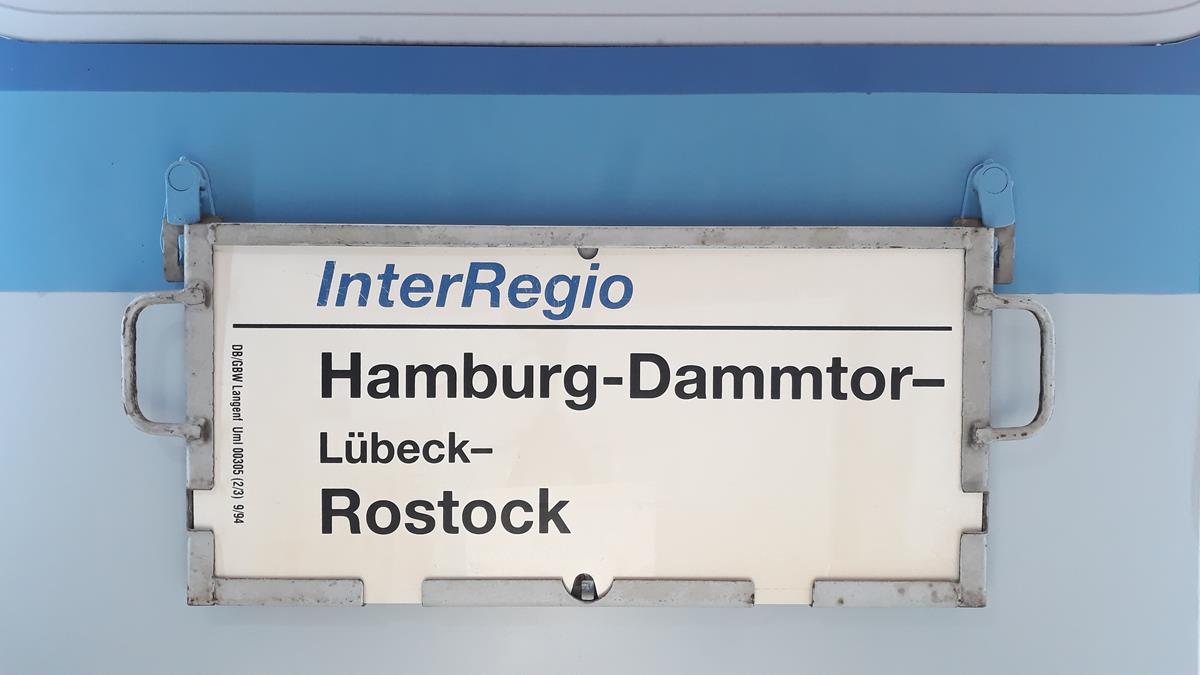 InterRegio
Hamburg-Dammtor–
Lübeck–
Rostock
DB/GBW Langenf Uml 00305 (2/3) 9/94